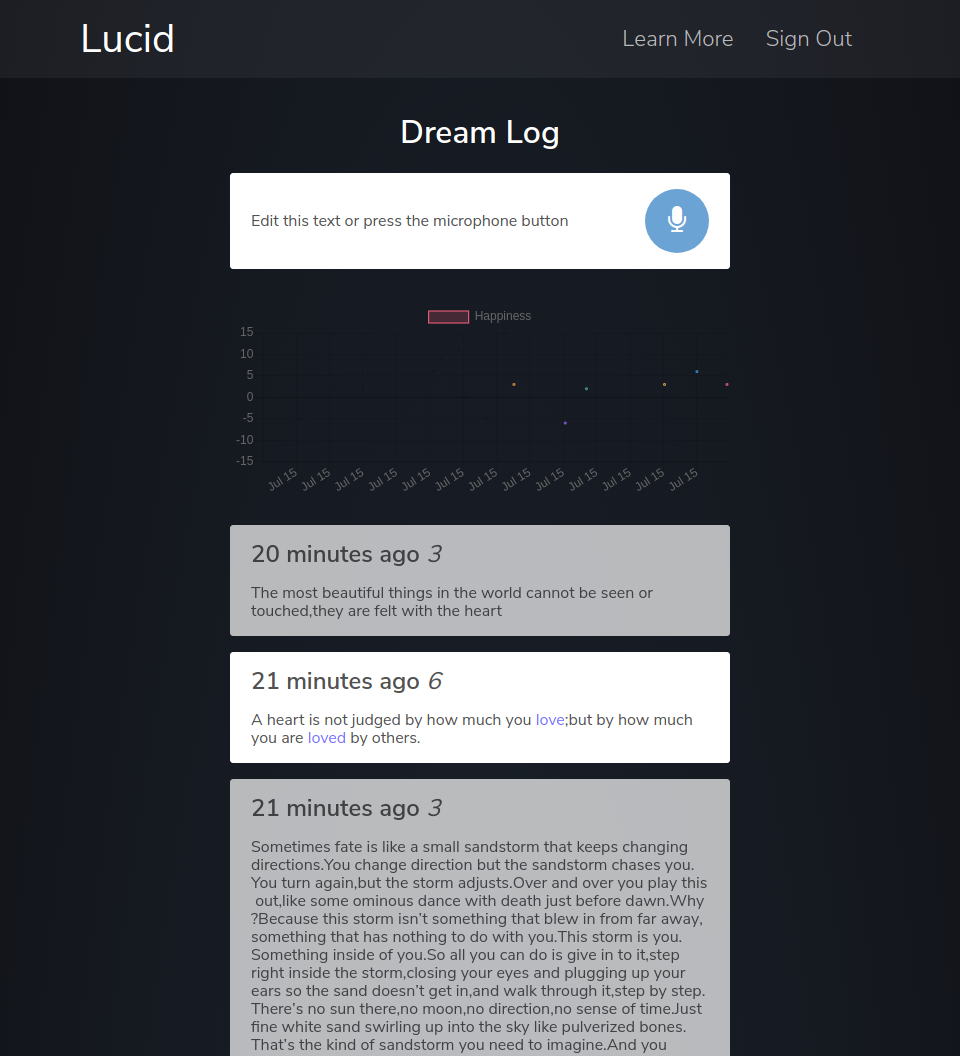 Lucid
Learn More
Sign Out
Dream Log
Edit this text or press the microphone button
Happiness
15
10
5
0
-5
-10
-15
Jul 15
Jul 15
Jul 15
Jul 15
Jul 15
Jul 15
Jul 15
Jul 15
Jul 15
Jul 15
Jul 15
Jul 15
Jul 15
20 minutes ago 3
The most beautiful things in the world cannot be seen or
touched,they are felt with the heart
21 minutes ago 6
A heart is not judged by how much you love;but by how much
you are loved by others.
21 minutes ago 3
Sometimes fate is like a small sandstorm that keeps changing
directions.You change direction but the sandstorm chases you.
You turn again,but the storm adjusts.Over and over you play this
out,like some ominous dance with death just before dawn.Why
?Because this storm isn't something that blew in from far away,
something that has nothing to do with you.This storm is you.
Something inside of you.So all you can do is give in to it,step
right inside the storm,closing your eyes and plugging up your
ears so the sand doesn't get in,and walk through it,step by step.
There's no sun there,no moon,no direction,no sense of time.Just
fine white sand swirling up into the sky like pulverized bones.
That's the kind of sandstorm you need to imagine.And you